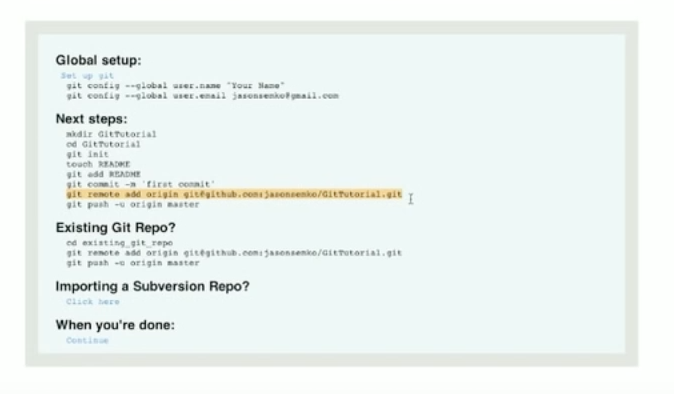 Global setup:
Set up git
git config --global user.name "Your Name"
git config --global user.email jasonsemko@gmail.com
Next steps:
mkdir GitTutorial
cd GitTutorial
git init
touch README
git add README
git commit -m 'first commit'
git remote add origin git@github.com:jasonsemko/GitTutorial.git
git push -u origin master
Existing Git Repo?
cd existing_git_repo
git remote add origin git@github.com:jasonsemko/GitTutorial.git
git push -u origin master
Importing a Subversion Repo?
Click here
When you're done:
Continue